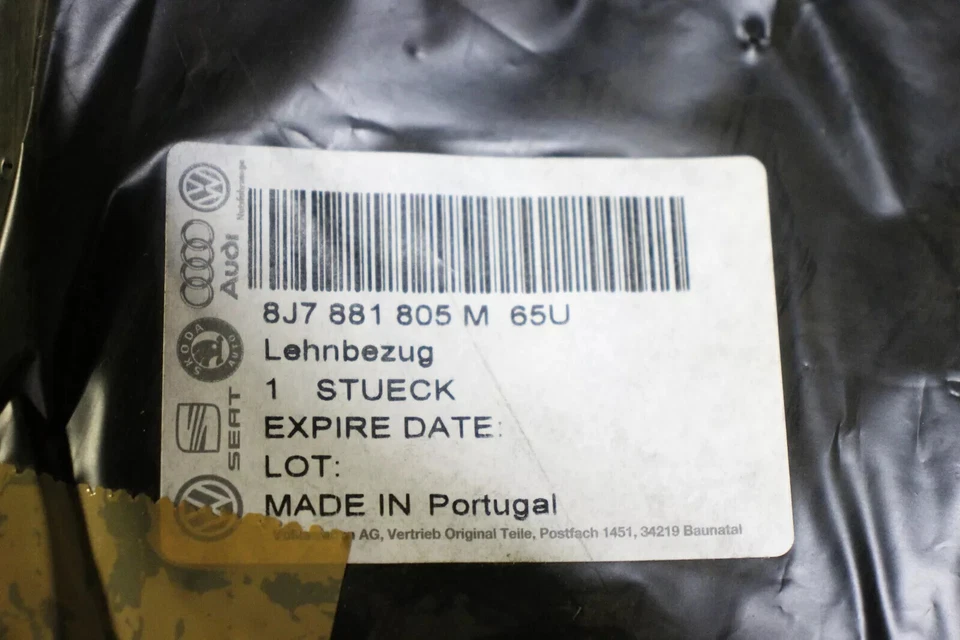 Nutzfahrzeuge
Audi
SKODA AUTO
SEAT
8J7 881 805 M 65U
Lehnbezug
1 STUECK
EXPIRE DATE:
LOT:
MADE IN Portugal
AG, Vertrieb Original Teile, Postfach 1451, 34219 Baunatal